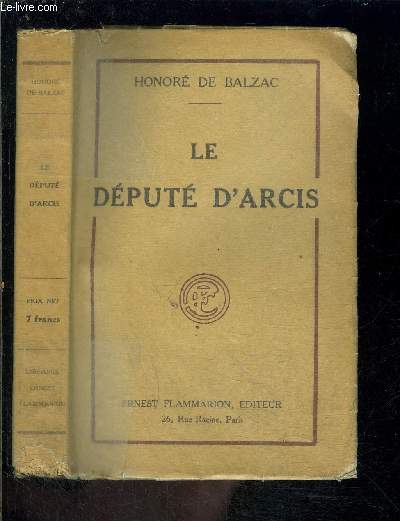 Le-livre.com
HONORÉ
DE BALZAC
LE
DÉPUTÉ
D'ARCIS
PRIX NET
7 francs
LIBRAIRIE
ERNEST
FLAMMARION
HONORÉ DE BALZAC
LE
DÉPUTÉ D'ARCIS
ERNEST FLAMMARION, EDITEUR
26, Rue Racine, Paris